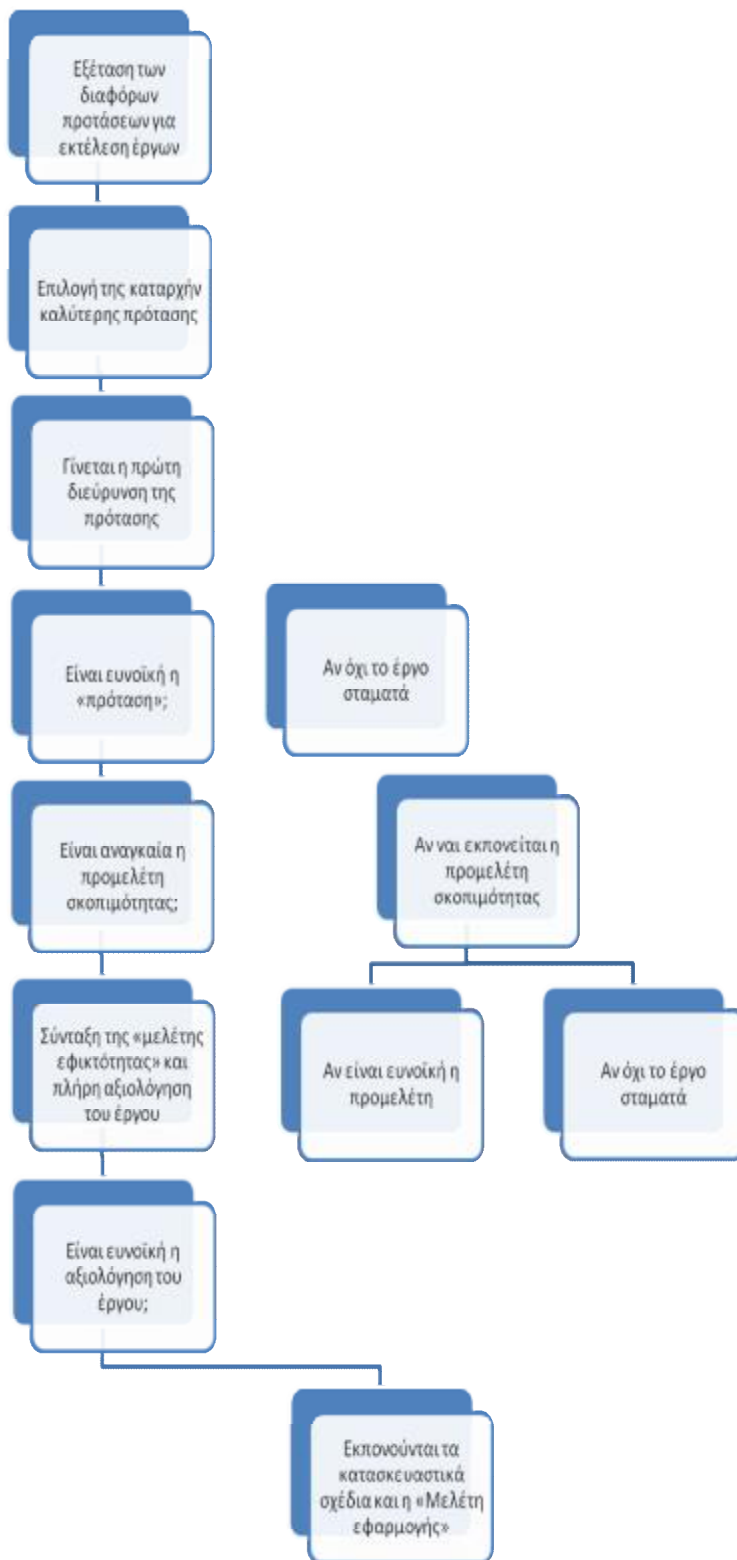 Εξέταση των
διαφόρων
προτάσεων για
εκτέλεση έργων
Επιλογή της καταρχήν
καλύτερης πρότασης
Γίνεται η πρώτη
διεύρυνση της
πρότασης
Είναι ευνοϊκή η
«πρόταση»;
Αν όχι το έργο
σταματά
Είναι αναγκαία η
προμελέτη
σκοπιμότητας;
Αν ναι εκπονείται η
προμελέτη
σκοπιμότητας
Σύνταξη της «μελέτης
εφικτότητας» και
πλήρη αξιολόγηση
του έργου
Αν είναι ευνοϊκή η
προμελέτη
Αν όχι το έργο
σταματά
Είναι ευνοϊκή η
αξιολόγηση του
έργου;
Εκπονούνται τα
κατασκευαστικά
σχέδια και η «Μελέτη
εφαρμογής»